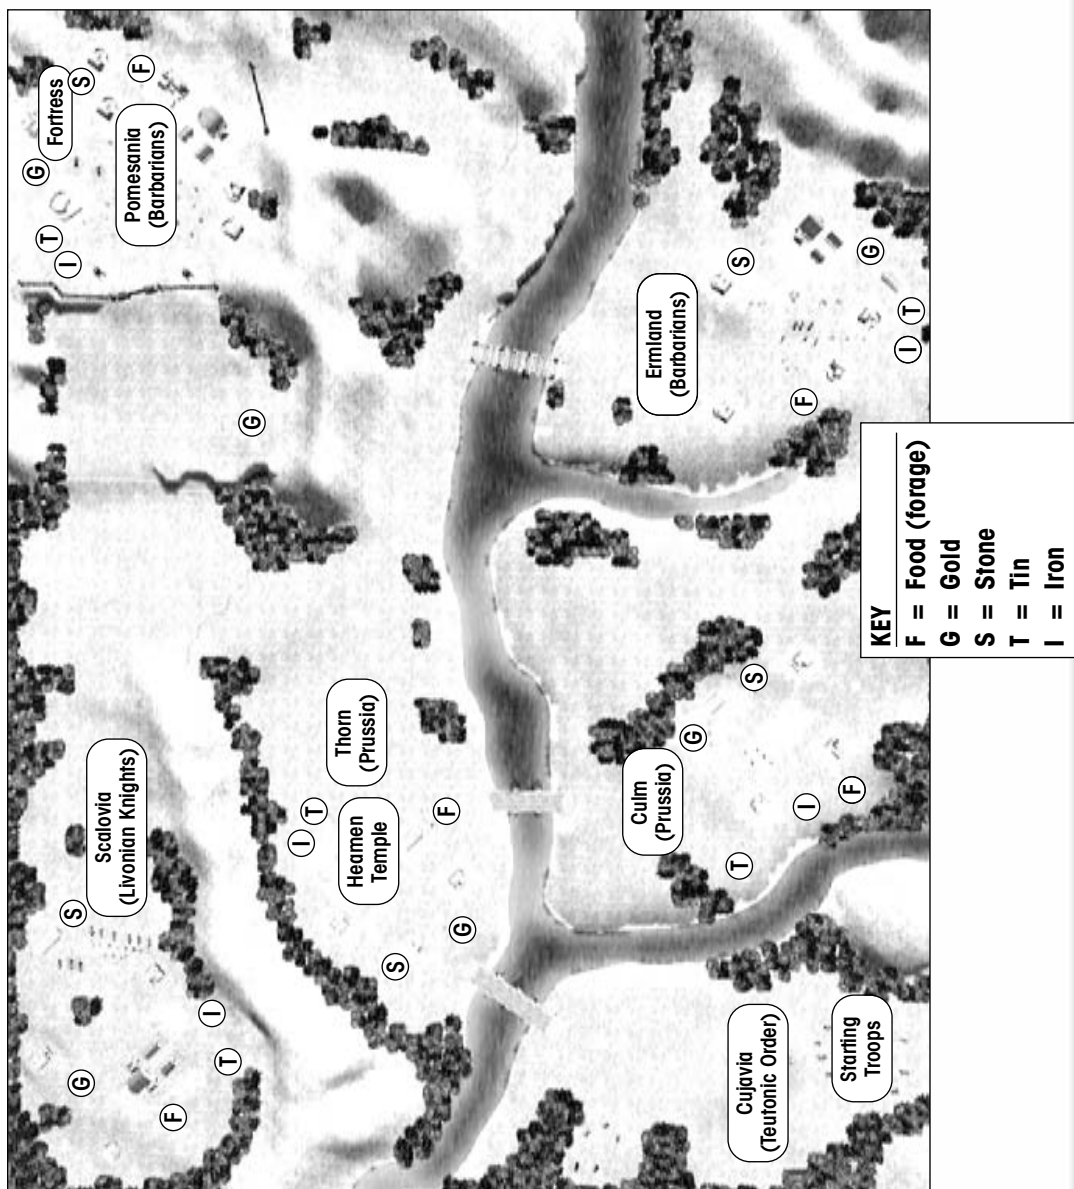 Scalovia
(Livonian Knights)
S
G
F
T
I
Fortress
G
S
F
T
I
Pomesania
(Barbarians)
G
Thorn
(Prussia)
Heamen
Temple
I
T
S
F
G
Culm
(Prussia)
G
T
S
I
F
Ermland
(Barbarians)
S
F
G
I
T
Cujavia
(Teutonic Order)
Starting
Troops
KEY
F = Food (forage)
G = Gold
S = Stone
T = Tin
I = Iron